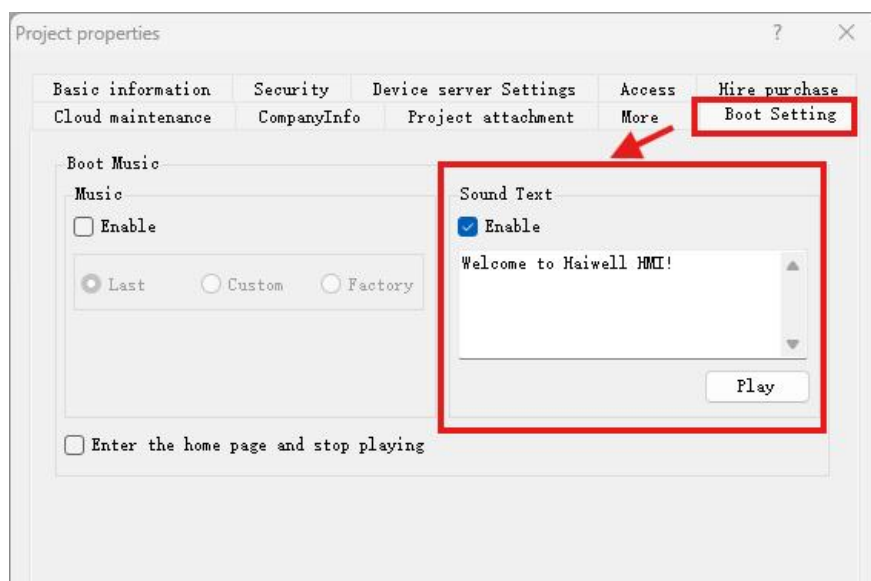 Project properties ?
Basic information Security Device server Settings Access Hire purchase
Cloud maintenance CompanyInfo Project attachment More Boot Setting
Boot Music
Music
Enable
Last Custom Factory
Sound Text
Enable
Welcome to Haiwell HMI!
Play
Enter the home page and stop playing